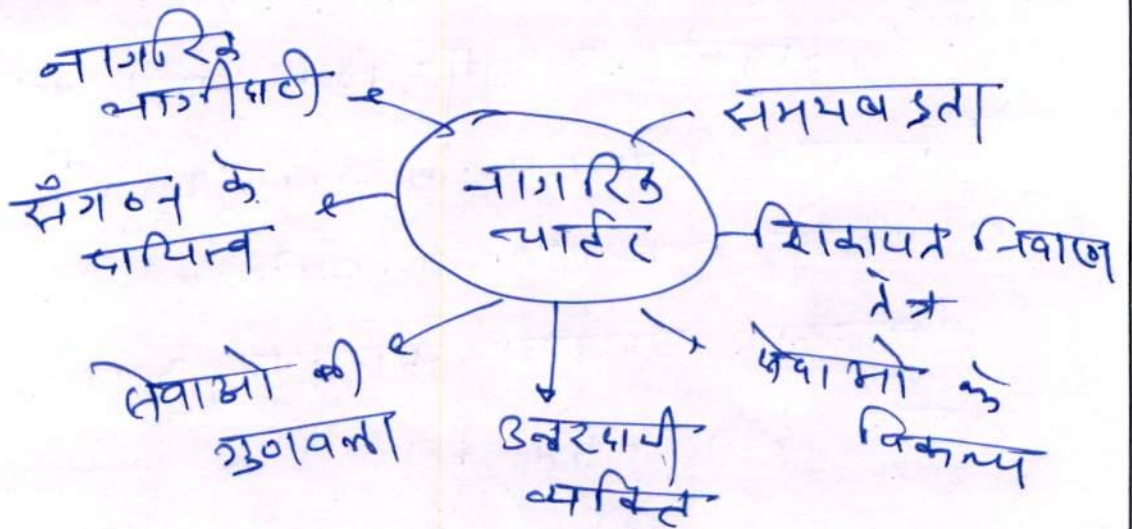 नागरिक
भागीदारी
समयबद्धता
नागरिक
चार्टर
संगठन के
दायित्व
शिकायत निवारण
तंत्र
सेवाओ की
गुणवत्ता
उत्तरदायी
व्यक्ति
सेवाओ के
विकल्प